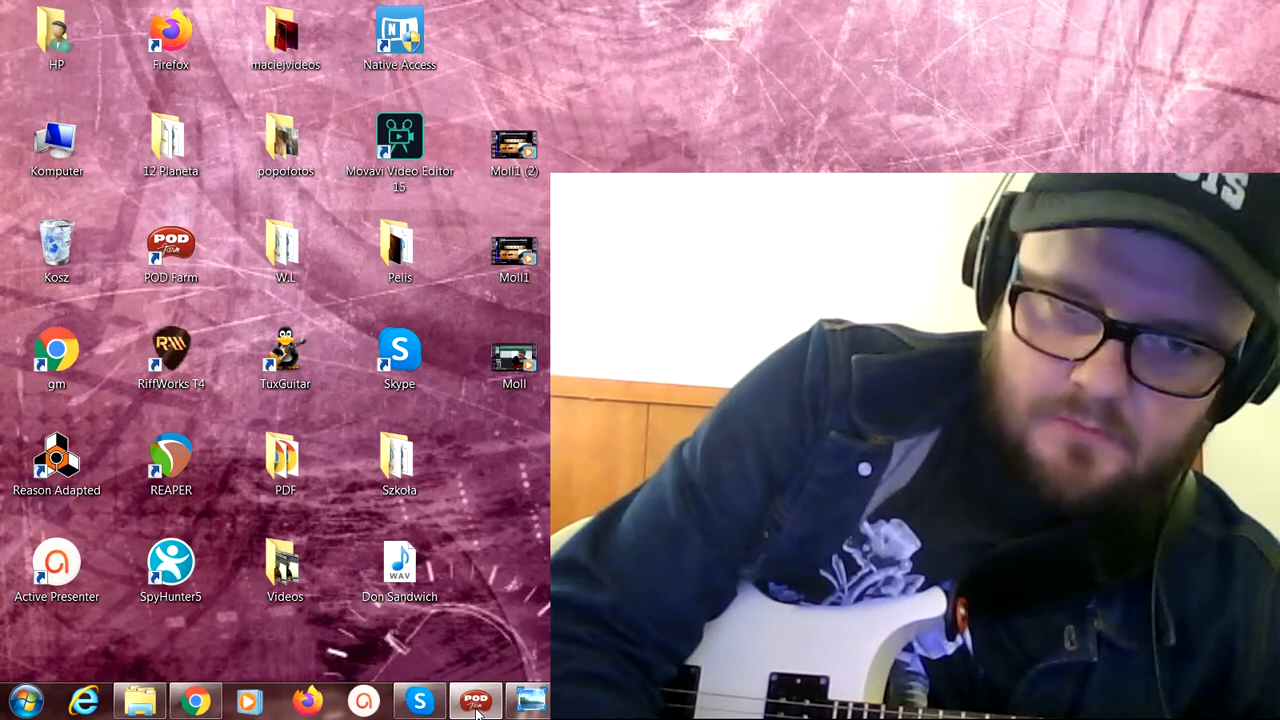 HP
Firefox
maciejvideos
Native Access
Komputer
12 Planeta
popofotos
Movavi Video Editor
15
Moll1 (2)
Kosz
POD Farm
W.L
Pelis
Moll1
gm
RiffWorks T4
TuxGuitar
Skype
Moll
Reason Adapted
REAPER
PDF
Szkoła
Active Presenter
SpyHunter5
Videos
WAV
Don Sandwich